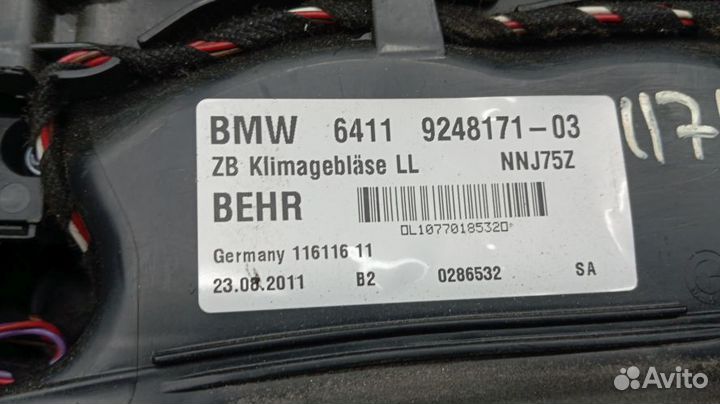 BMW 6411 9248171-03
ZB Klimagebläse LL NNJ75Z
BEHR
0L10770185320
Germany 116116 11
23.08.2011 B2 0286532 SA
Avito